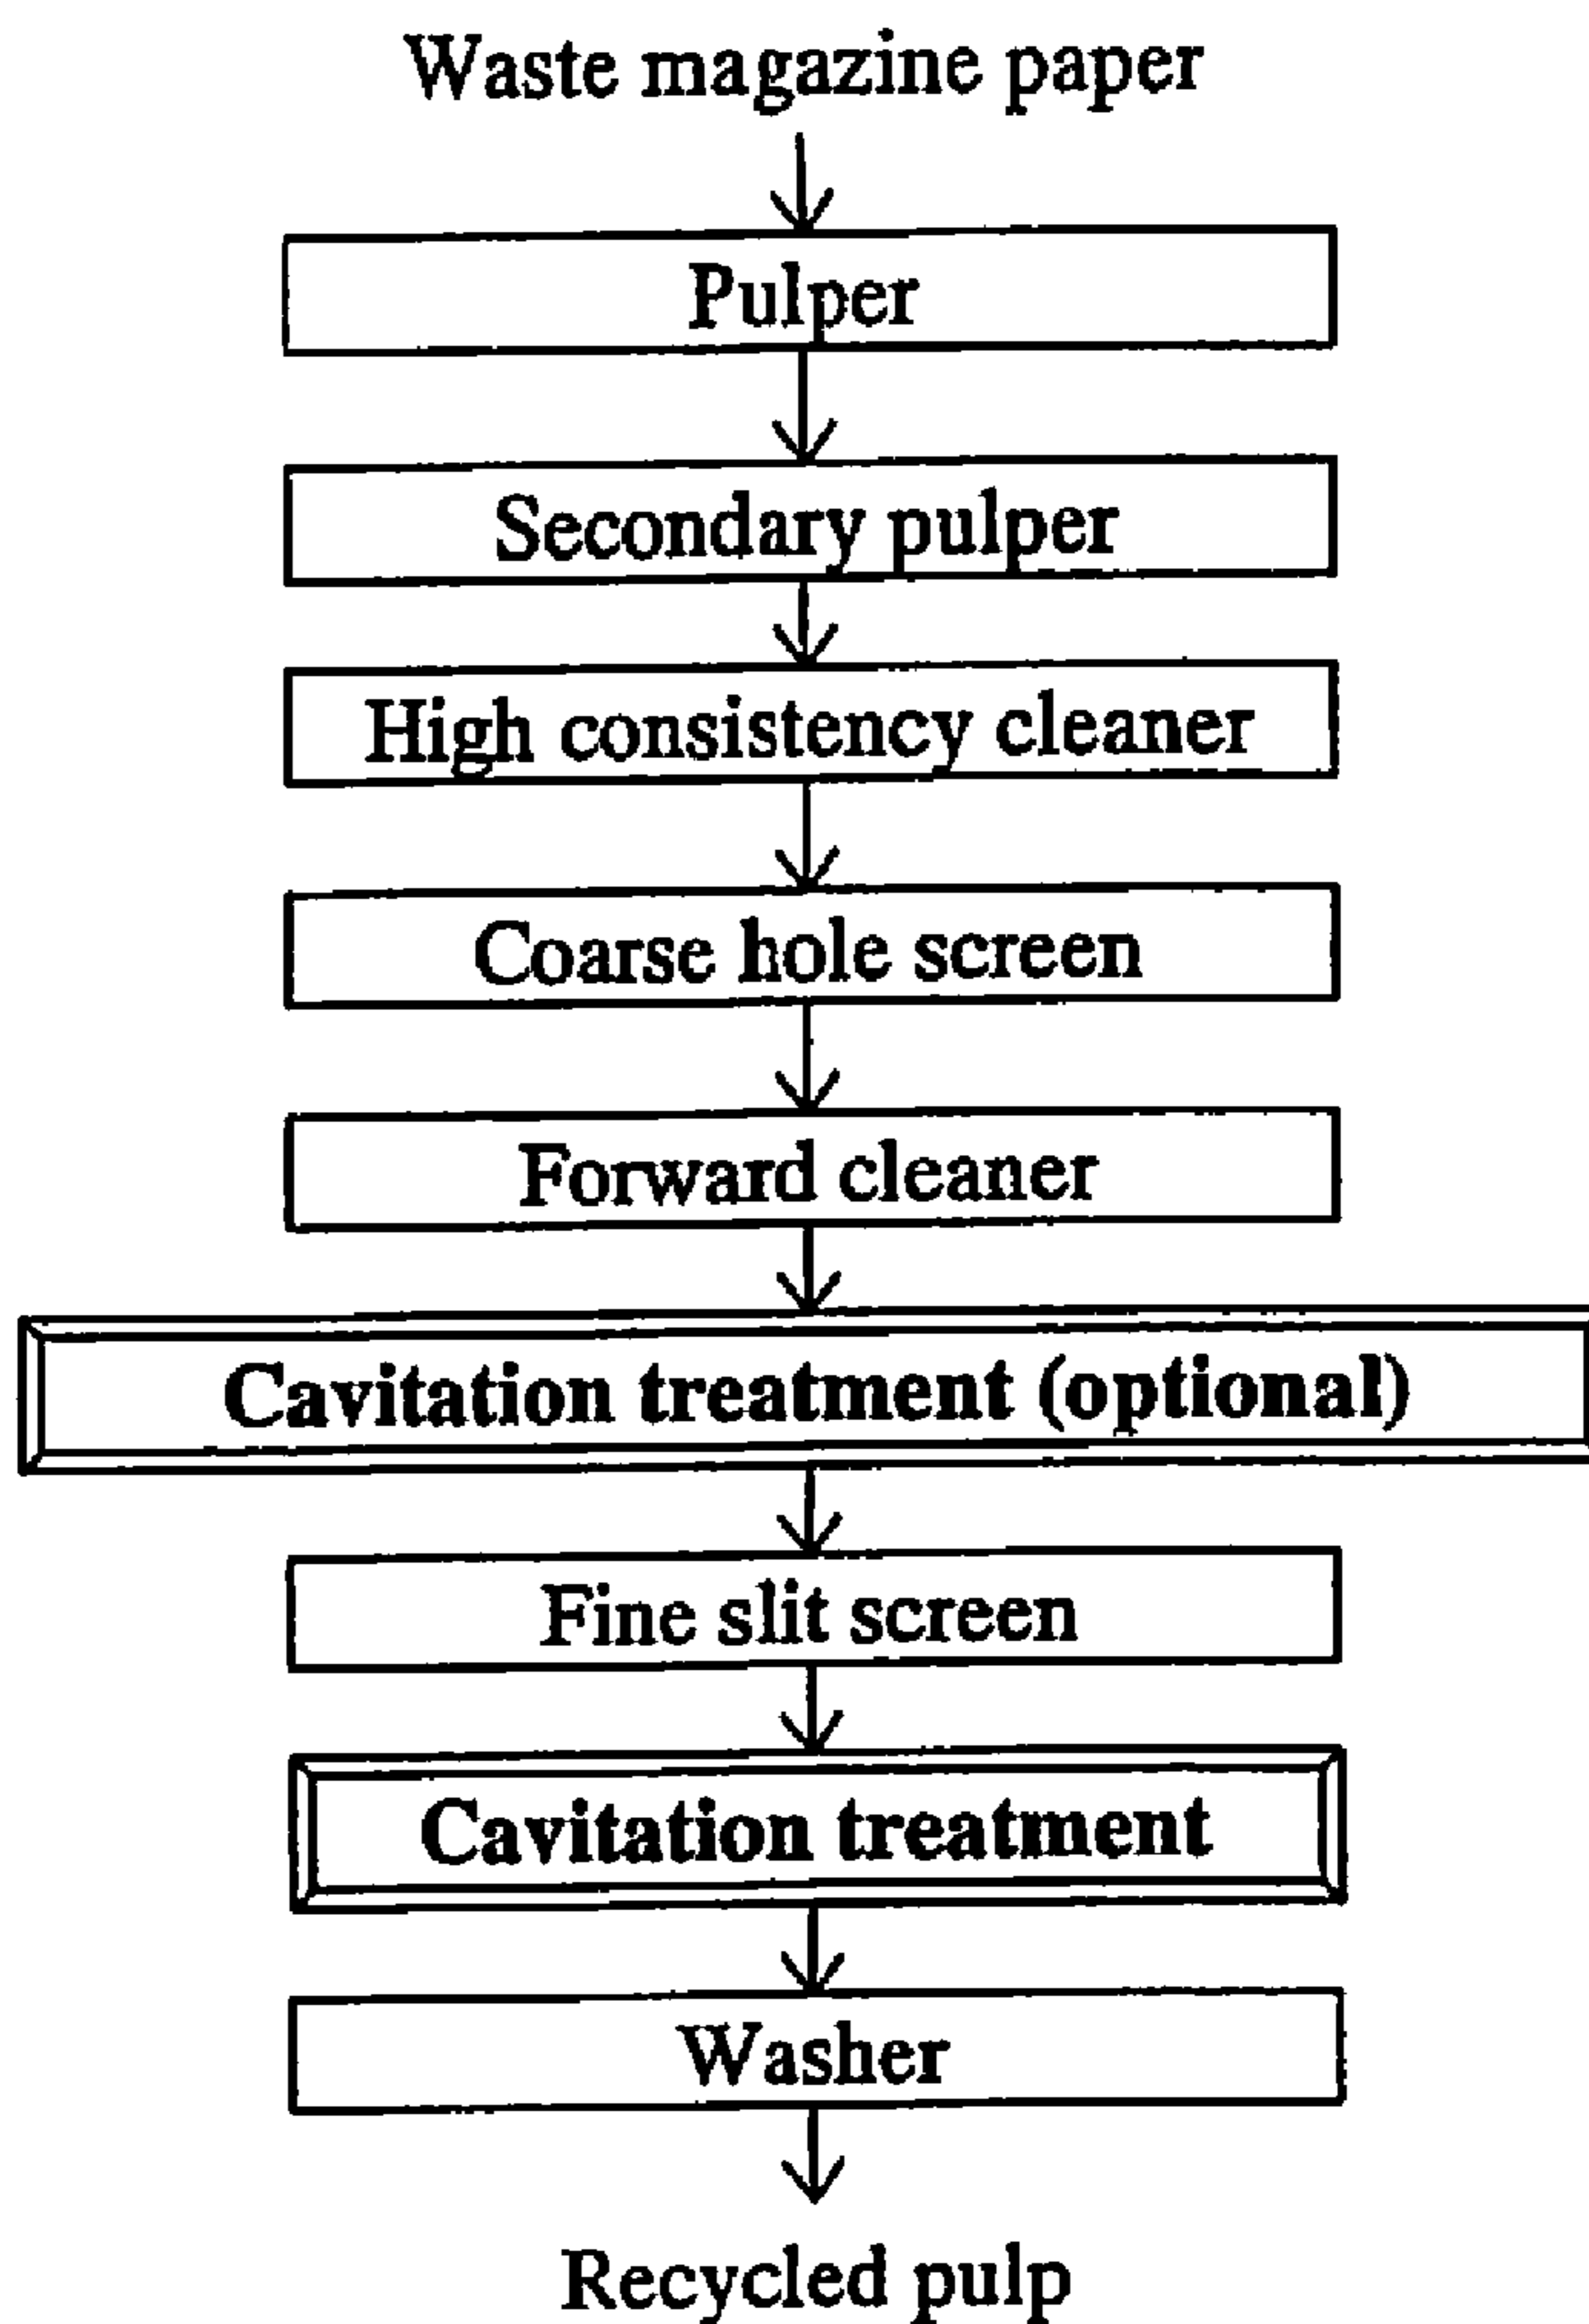 Waste magazine paper
Pulper
Secondary pulper
High consistency cleaner
Coarse hole screen
Forward cleaner
Cavitation treatment (optional)
Fine slit screen
Cavitation treatment
Washer
Recycled pulp